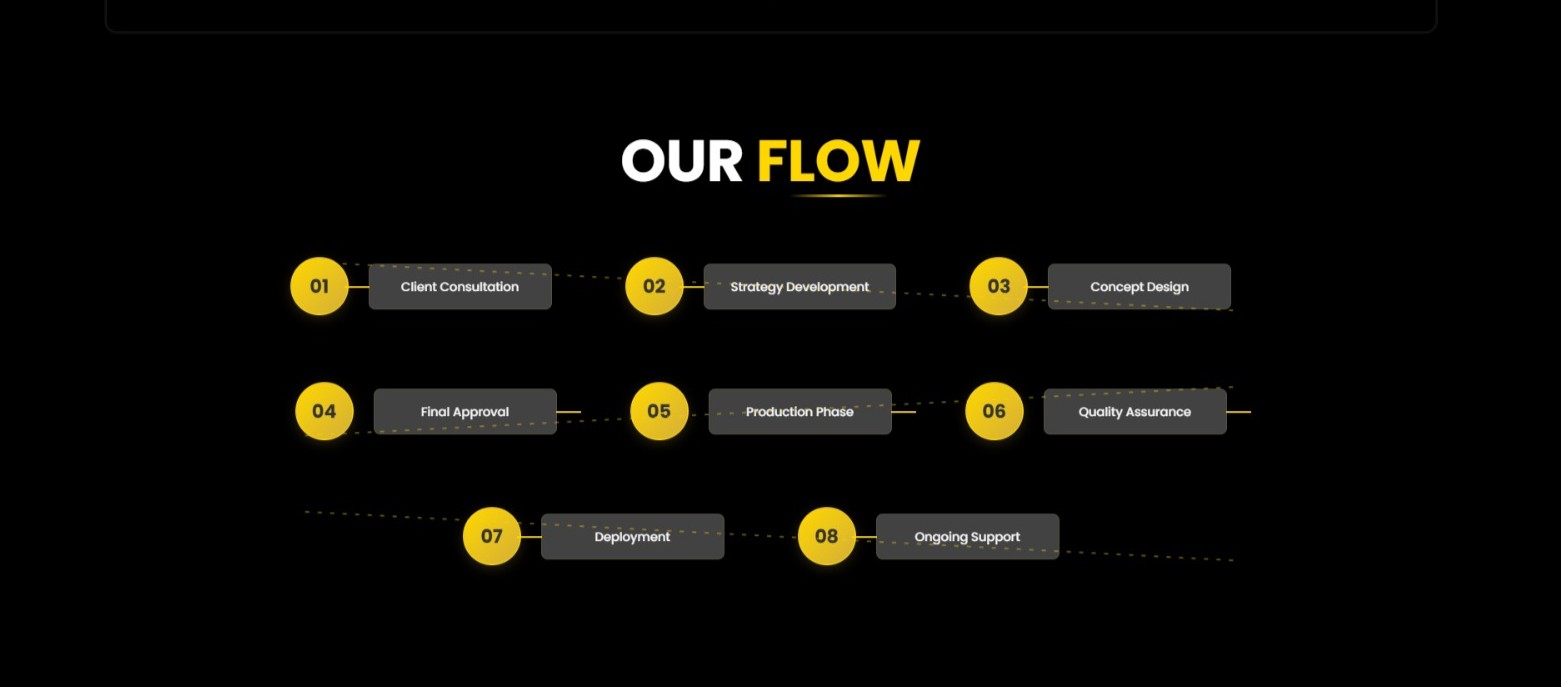 OUR FLOW
01 Client Consultation
02 Strategy Development
03 Concept Design
04 Final Approval
05 Production Phase
06 Quality Assurance
07 Deployment
08 Ongoing Support